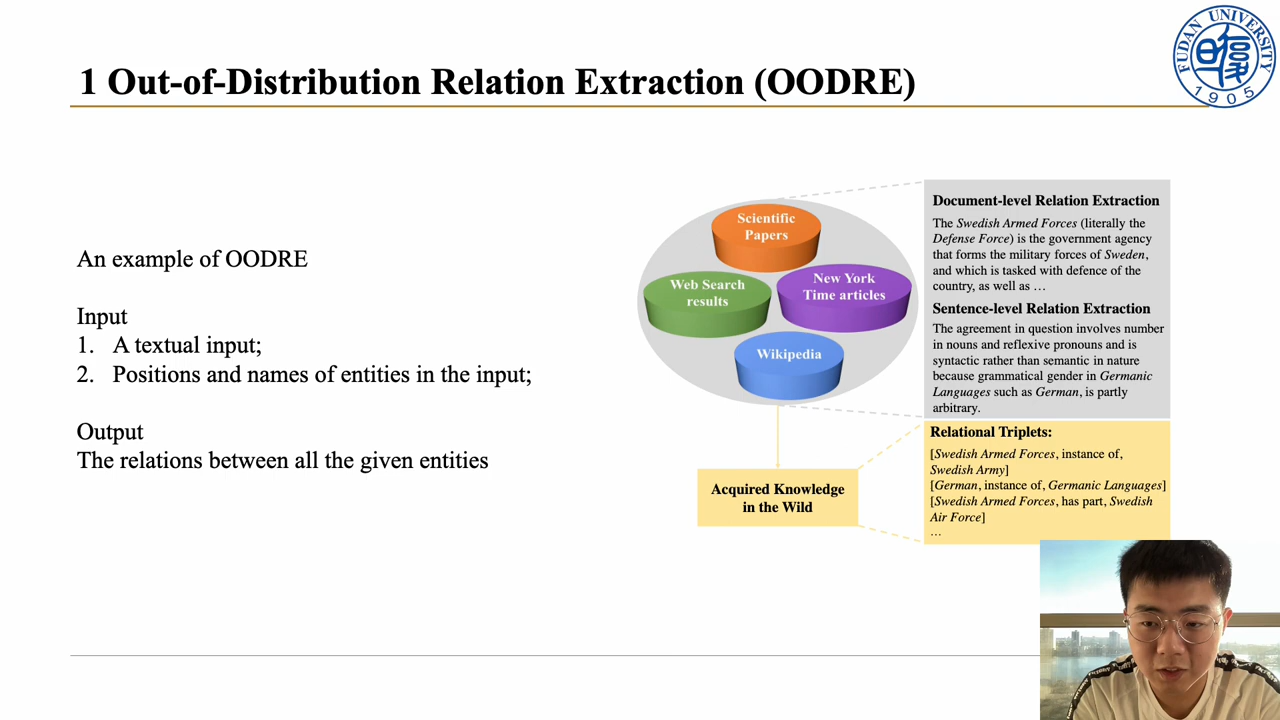 1 Out-of-Distribution Relation Extraction (OODRE)
FUDAN UNIVERSITY
1905
An example of OODRE
Input
1. A textual input;
2. Positions and names of entities in the input;
Output
The relations between all the given entities
Scientific
Papers
Web Search
results
New York
Time articles
Wikipedia
Acquired Knowledge
in the Wild
Document-level Relation Extraction
The Swedish Armed Forces (literally the
Defense Force) is the government agency
that forms the military forces of Sweden,
and which is tasked with defence of the
country, as well as …
Sentence-level Relation Extraction
The agreement in question involves number
in nouns and reflexive pronouns and is
syntactic rather than semantic in nature
because grammatical gender in Germanic
Languages such as German, is partly
arbitrary.
Relational Triplets:
[Swedish Armed Forces, instance of,
Swedish Army]
[German, instance of, Germanic Languages]
[Swedish Armed Forces, has part, Swedish
Air Force]
…